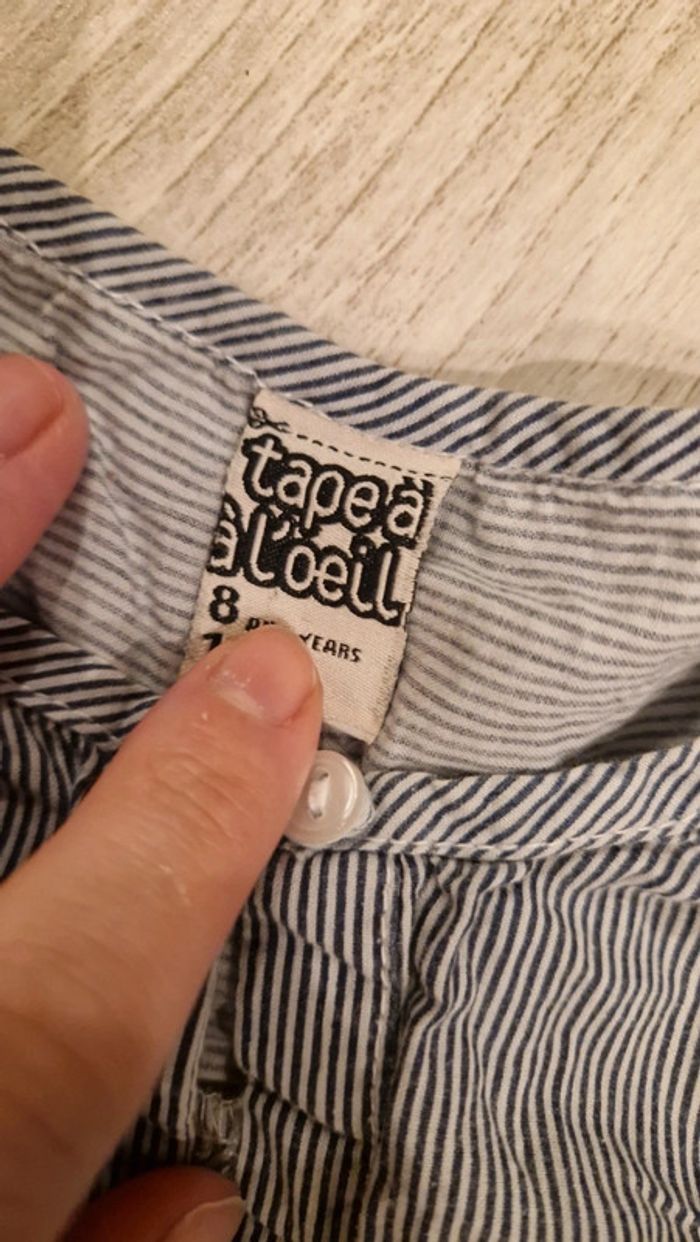 tape à
à l'oeil
8
YEARS